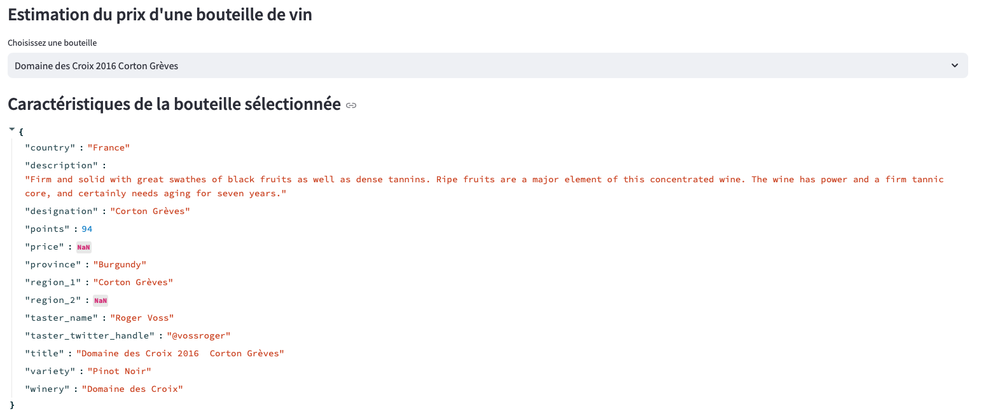 Estimation du prix d'une bouteille de vin
Choisissez une bouteille
Domaine des Croix 2016 Corton Grèves
Caractéristiques de la bouteille sélectionnée
{
"country" : "France"
"description" :
"Firm and solid with great swathes of black fruits as well as dense tannins. Ripe fruits are a major element of this concentrated wine. The wine has power and a firm tannic
core, and certainly needs aging for seven years."
"designation" : "Corton Grèves"
"points" : 94
"price" : NaN
"province" : "Burgundy"
"region_1" : "Corton Grèves"
"region_2" : NaN
"taster_name" : "Roger Voss"
"taster_twitter_handle" : "@vossroger"
"title" : "Domaine des Croix 2016  Corton Grèves"
"variety" : "Pinot Noir"
"winery" : "Domaine des Croix"
}